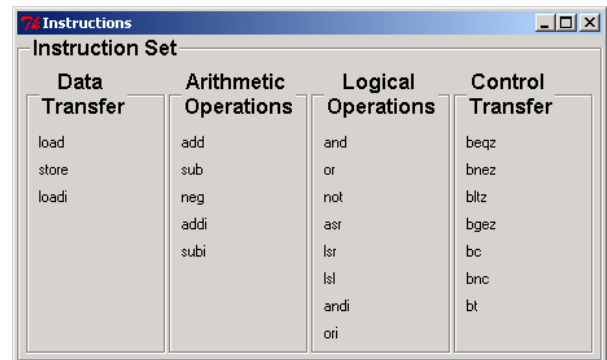 Instructions
Instruction Set
Data
Transfer
load
store
loadi
Arithmetic
Operations
add
sub
neg
addi
subi
Logical
Operations
and
or
not
asr
lsr
lsl
andi
ori
Control
Transfer
beqz
bnez
bltz
bgez
bc
bnc
bt